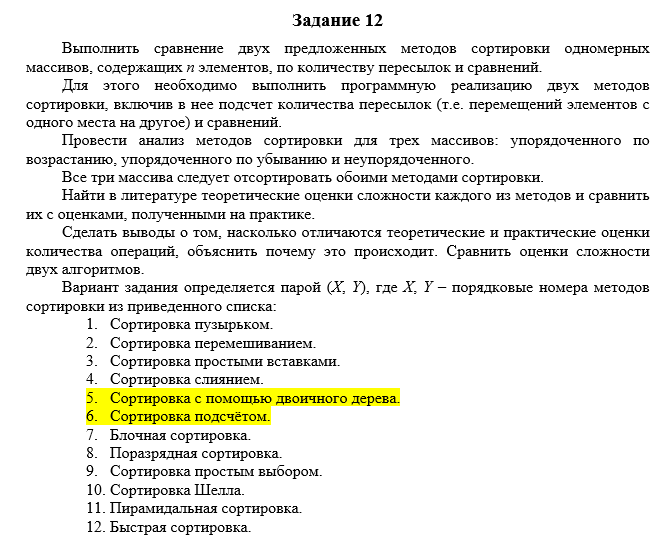 Задание 12
Выполнить сравнение двух предложенных методов сортировки одномерных
массивов, содержащих n элементов, по количеству пересылок и сравнений.
Для этого необходимо выполнить программную реализацию двух методов
сортировки, включив в нее подсчет количества пересылок (т.е. перемещений элементов с
одного места на другое) и сравнений.
Провести анализ методов сортировки для трех массивов: упорядоченного по
возрастанию, упорядоченного по убыванию и неупорядоченного.
Все три массива следует отсортировать обоими методами сортировки.
Найти в литературе теоретические оценки сложности каждого из методов и сравнить
их с оценками, полученными на практике.
Сделать выводы о том, насколько отличаются теоретические и практические оценки
количества операций, объяснить почему это происходит. Сравнить оценки сложности
двух алгоритмов.
Вариант задания определяется парой (X, Y), где X, Y – порядковые номера методов
сортировки из приведенного списка:
1. Сортировка пузырьком.
2. Сортировка перемешиванием.
3. Сортировка простыми вставками.
4. Сортировка слиянием.
5. Сортировка с помощью двоичного дерева.
6. Сортировка подсчётом.
7. Блочная сортировка.
8. Поразрядная сортировка.
9. Сортировка простым выбором.
10. Сортировка Шелла.
11. Пирамидальная сортировка.
12. Быстрая сортировка.